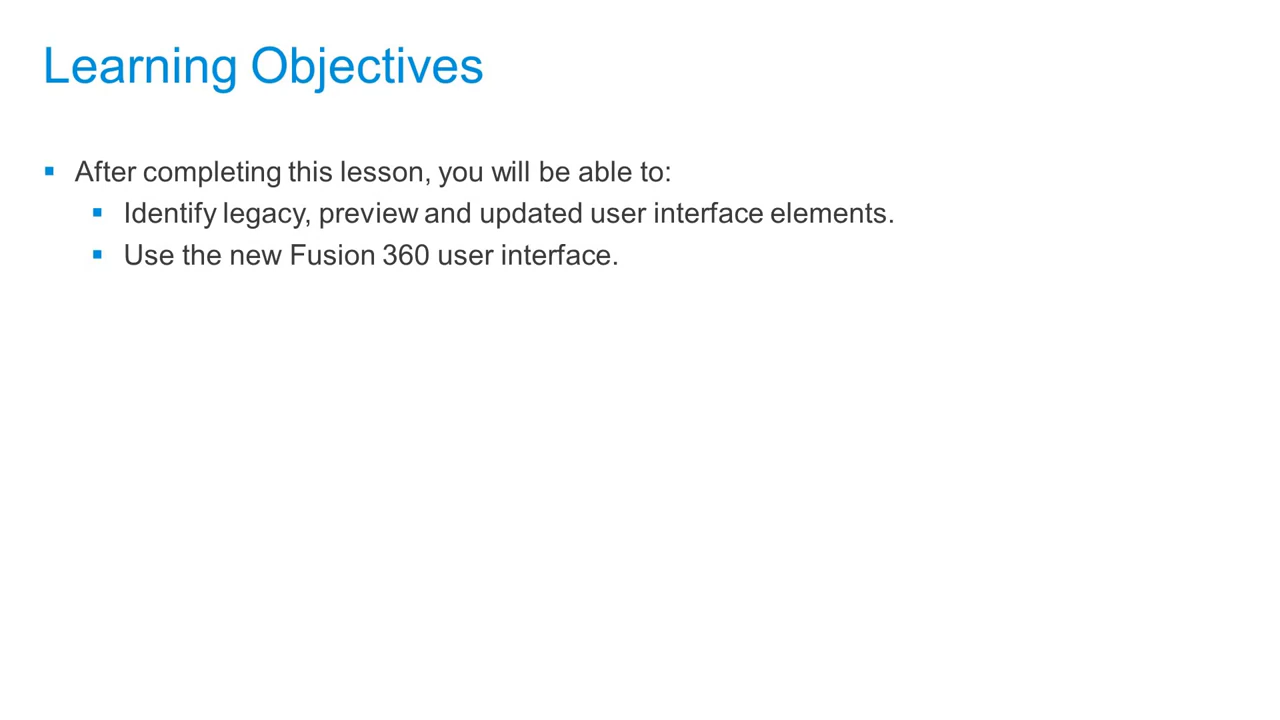 Learning Objectives
After completing this lesson, you will be able to:
Identify legacy, preview and updated user interface elements.
Use the new Fusion 360 user interface.